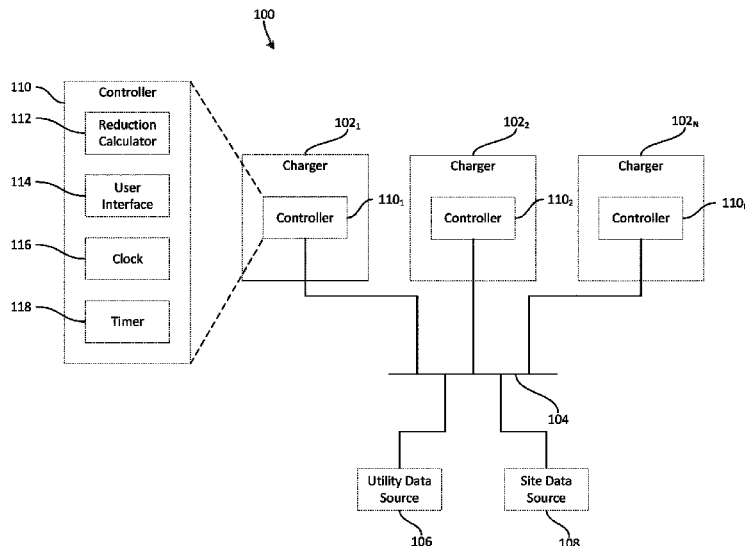 100
110
Controller
112
Reduction
Calculator
114
User
Interface
116
Clock
118
Timer
102₁
Charger
Controller
110₁
102₂
Charger
Controller
110₂
102ₙ
Charger
Controller
104
Utility Data
Source
106
Site Data
Source
108